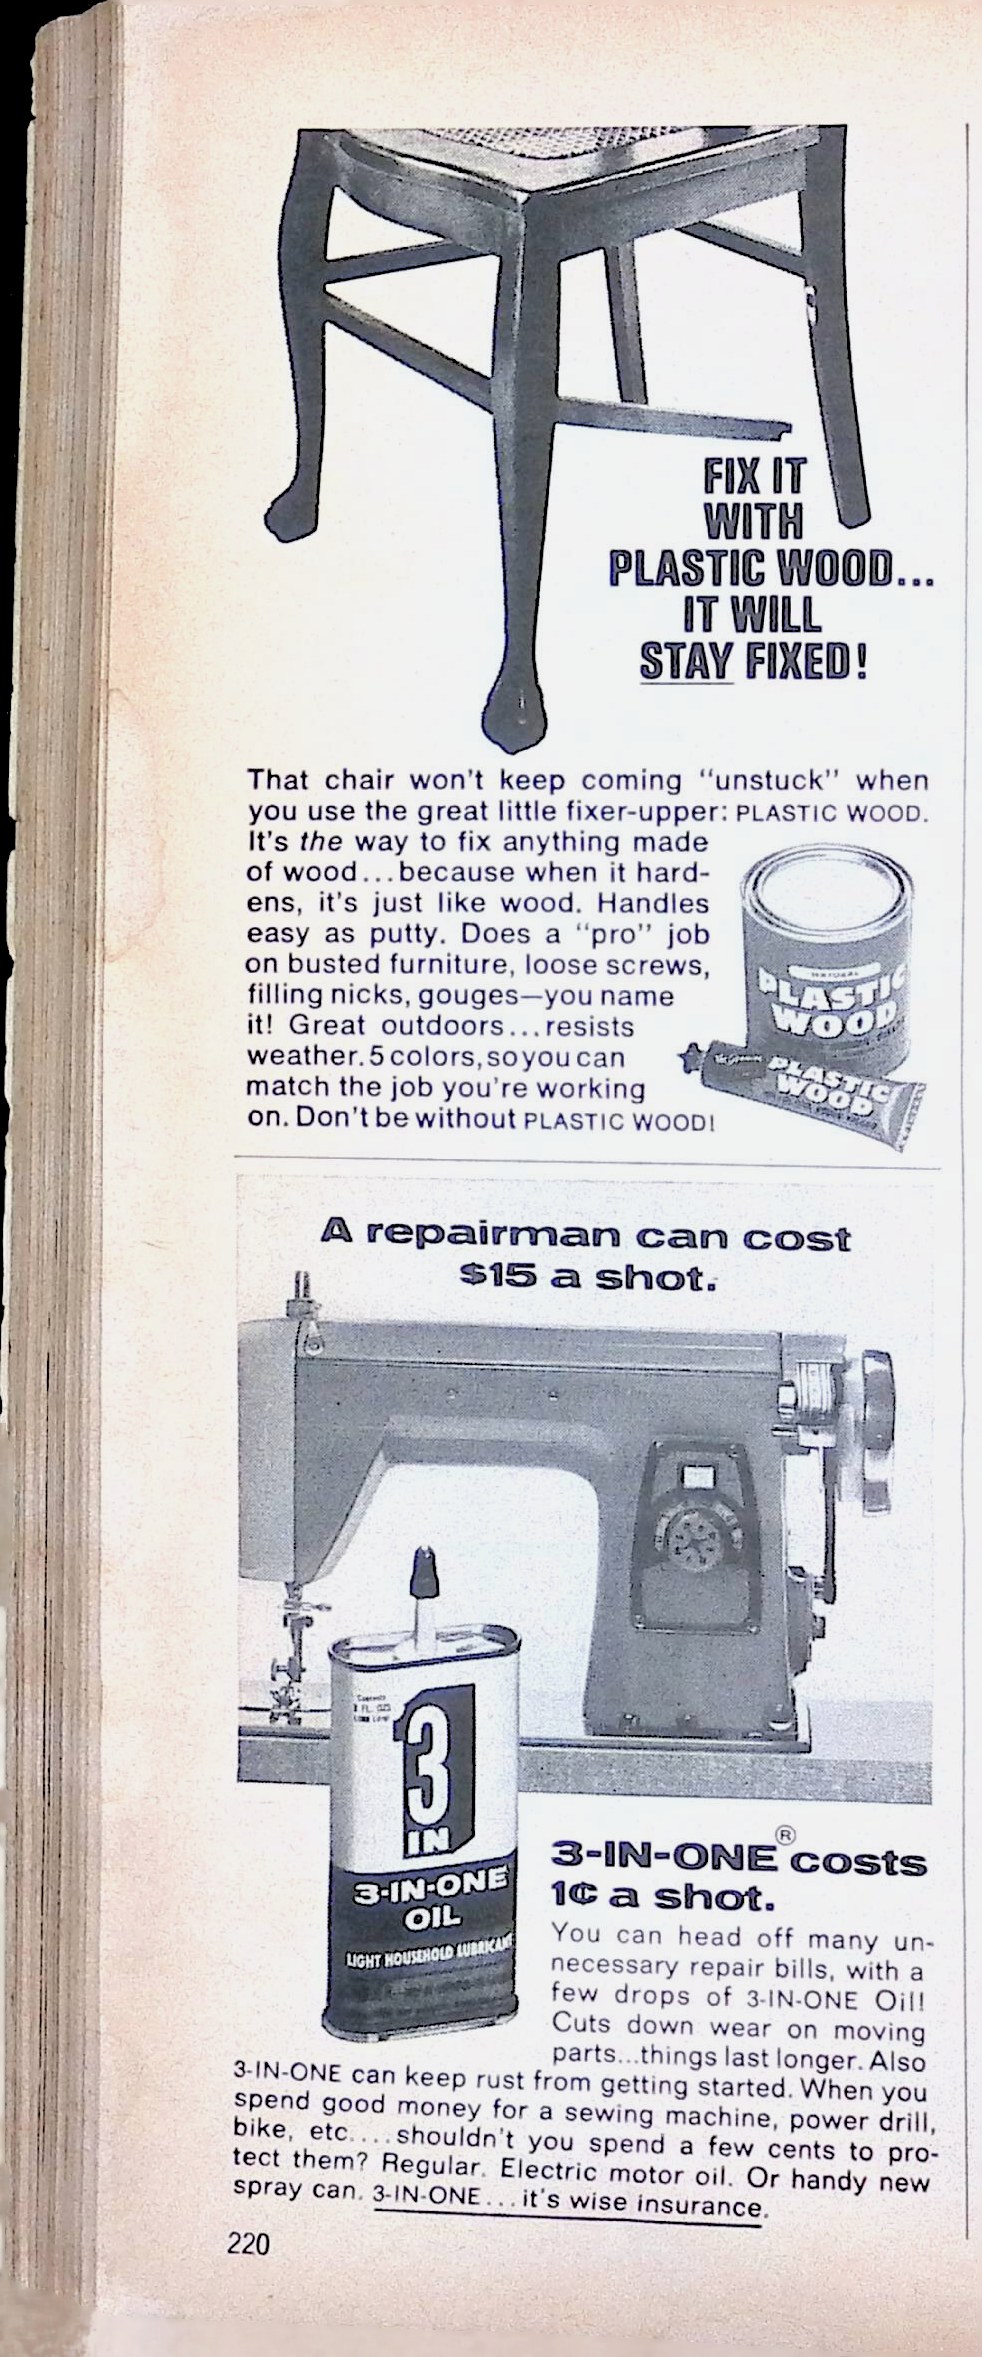 FIX IT
WITH
PLASTIC WOOD...
IT WILL
STAY FIXED!
That chair won't keep coming "unstuck" when
you use the great little fixer-upper: PLASTIC WOOD.
It's the way to fix anything made
of wood...because when it hard-
ens, it's just like wood. Handles
easy as putty. Does a "pro" job
on busted furniture, loose screws,
filling nicks, gouges—you name
it! Great outdoors...resists
weather. 5 colors, so you can
match the job you're working
on. Don't be without PLASTIC WOOD!
NATURAL
PLASTIC
WOOD
PLASTIC
WOOD
A repairman can cost
$15 a shot.
Contents
3 FL. OZS
1
3
IN
3-IN-ONE
OIL
LIGHT HOUSEHOLD LUBRICANT
3-IN-ONE® costs
1¢ a shot.
You can head off many un-
necessary repair bills, with a
few drops of 3-IN-ONE Oil!
Cuts down wear on moving
parts...things last longer. Also
3-IN-ONE can keep rust from getting started. When you
spend good money for a sewing machine, power drill,
bike, etc....shouldn't you spend a few cents to pro-
tect them? Regular. Electric motor oil. Or handy new
spray can. 3-IN-ONE...it's wise insurance.
220